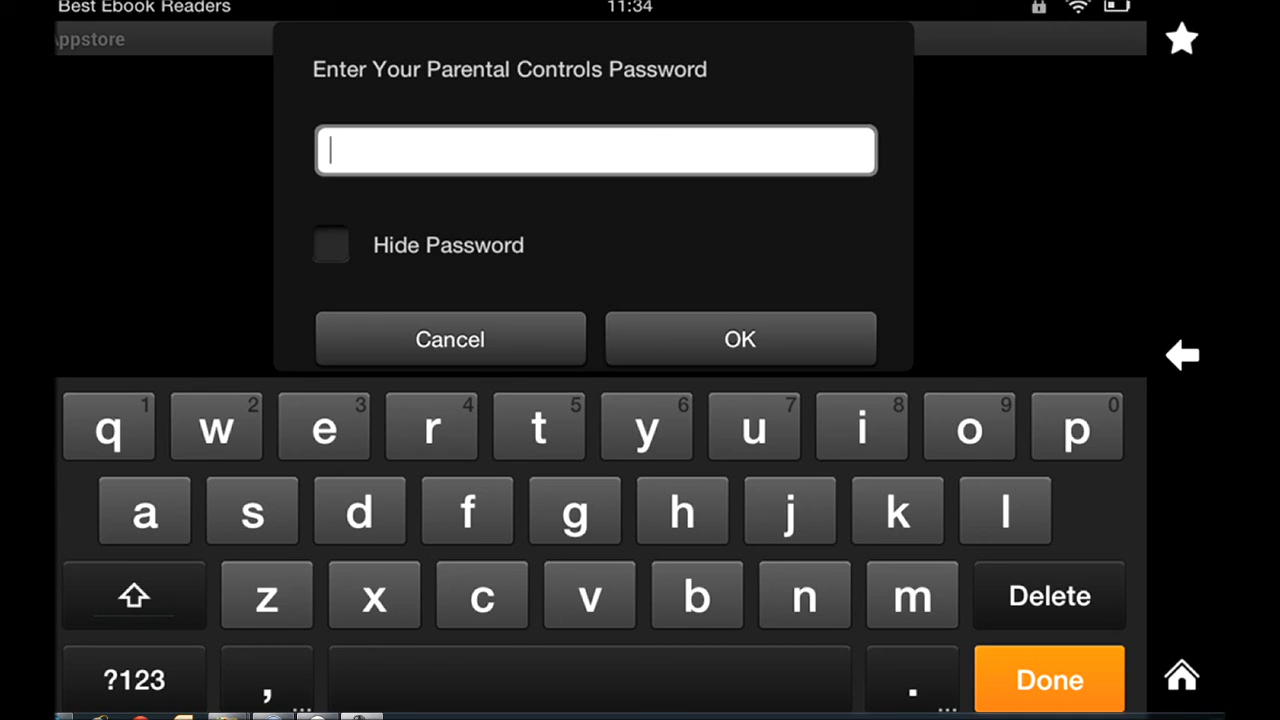 Best Ebook Readers 11:34
Appstore
Enter Your Parental Controls Password
Hide Password
Cancel OK
q 1 w 2 e 3 r 4 t 5 y 6 u 7 i 8 o 9 p 0
a s d f g h j k l
z x c v b n m Delete
?123 , ... . ... Done